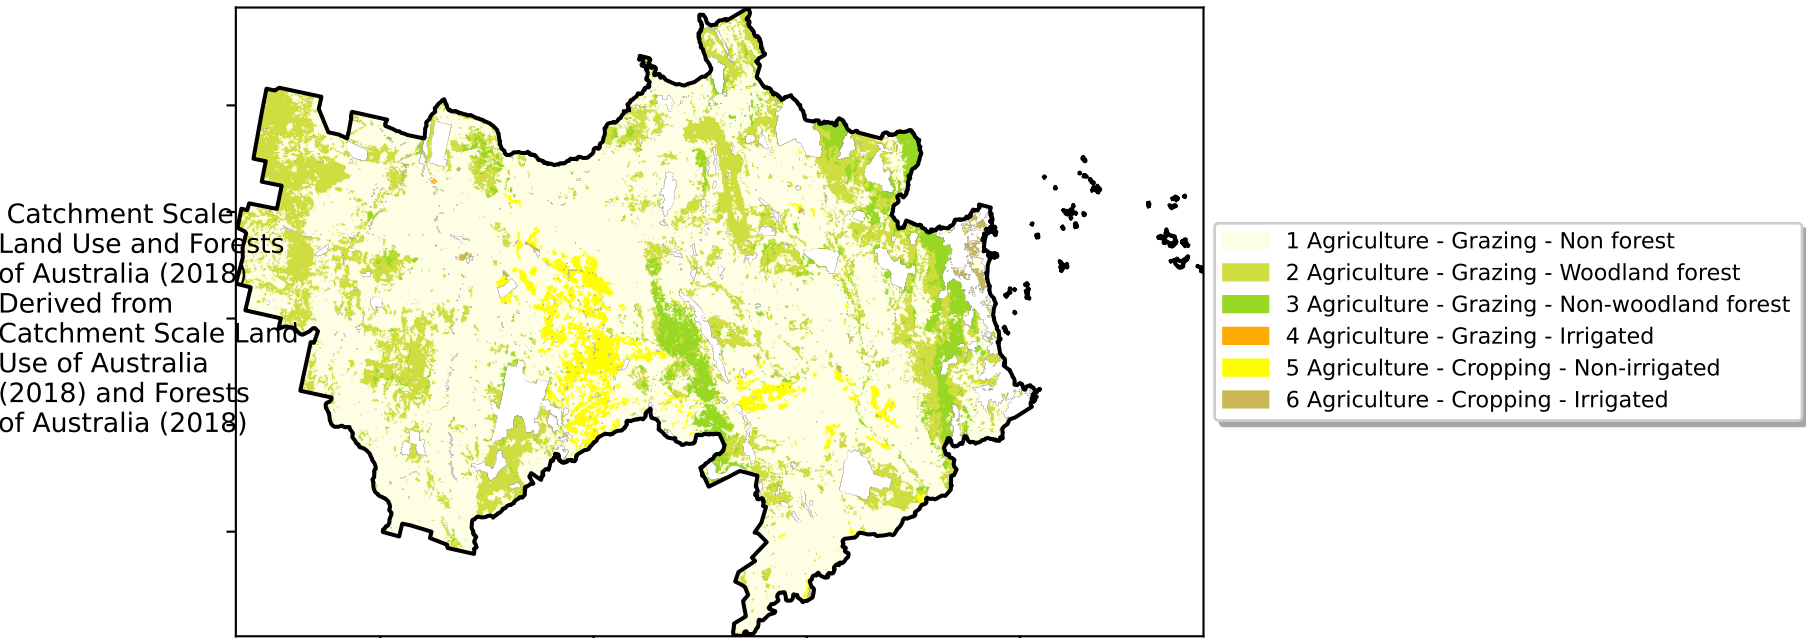 Catchment Scale
Land Use and Forests
of Australia (2018)
Derived from
Catchment Scale Land
Use of Australia
(2018) and Forests
of Australia (2018)
1 Agriculture - Grazing - Non forest
2 Agriculture - Grazing - Woodland forest
3 Agriculture - Grazing - Non-woodland forest
4 Agriculture - Grazing - Irrigated
5 Agriculture - Cropping - Non-irrigated
6 Agriculture - Cropping - Irrigated